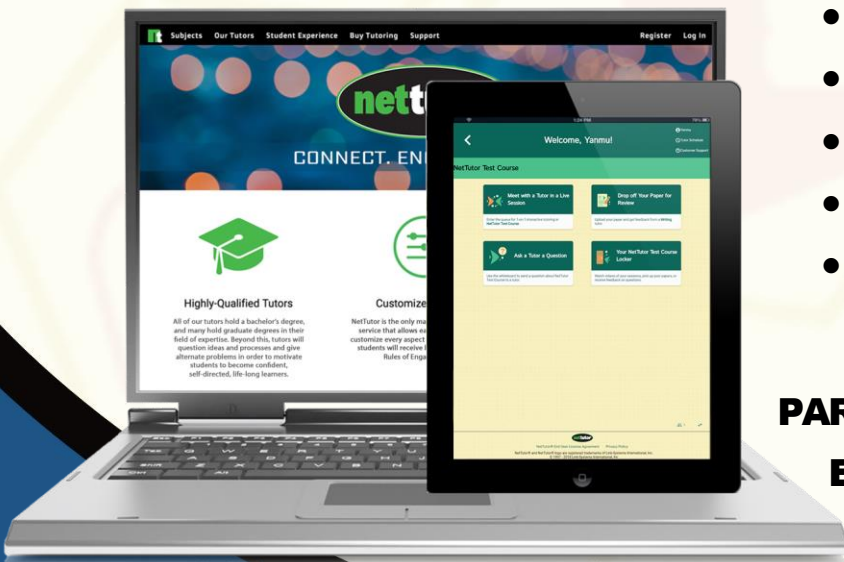 Subjects Our Tutors Student Experience Buy Tutoring Support Register Log In
nett
CONNECT. EN
Highly-Qualified Tutors
All of our tutors hold a bachelor's degree,
and many hold graduate degrees in their
field of expertise. Beyond this, tutors will
question ideas and processes and give
alternate problems in order to motivate
students to become confident,
self-directed, life-long learners.
Customize
NetTutor is the only ma
service that allows ea
customize every aspect
students will receive
Rules of Enga
Welcome, Yanmu!
Home
Customer Support
NetTutor Test Course
Meet with a Tutor in a Live
Session
Drop off Your Paper for
Review
Ask a Tutor a Question
Your NetTutor Test Course
Locker
nettutor
Privacy Policy
PAR
E